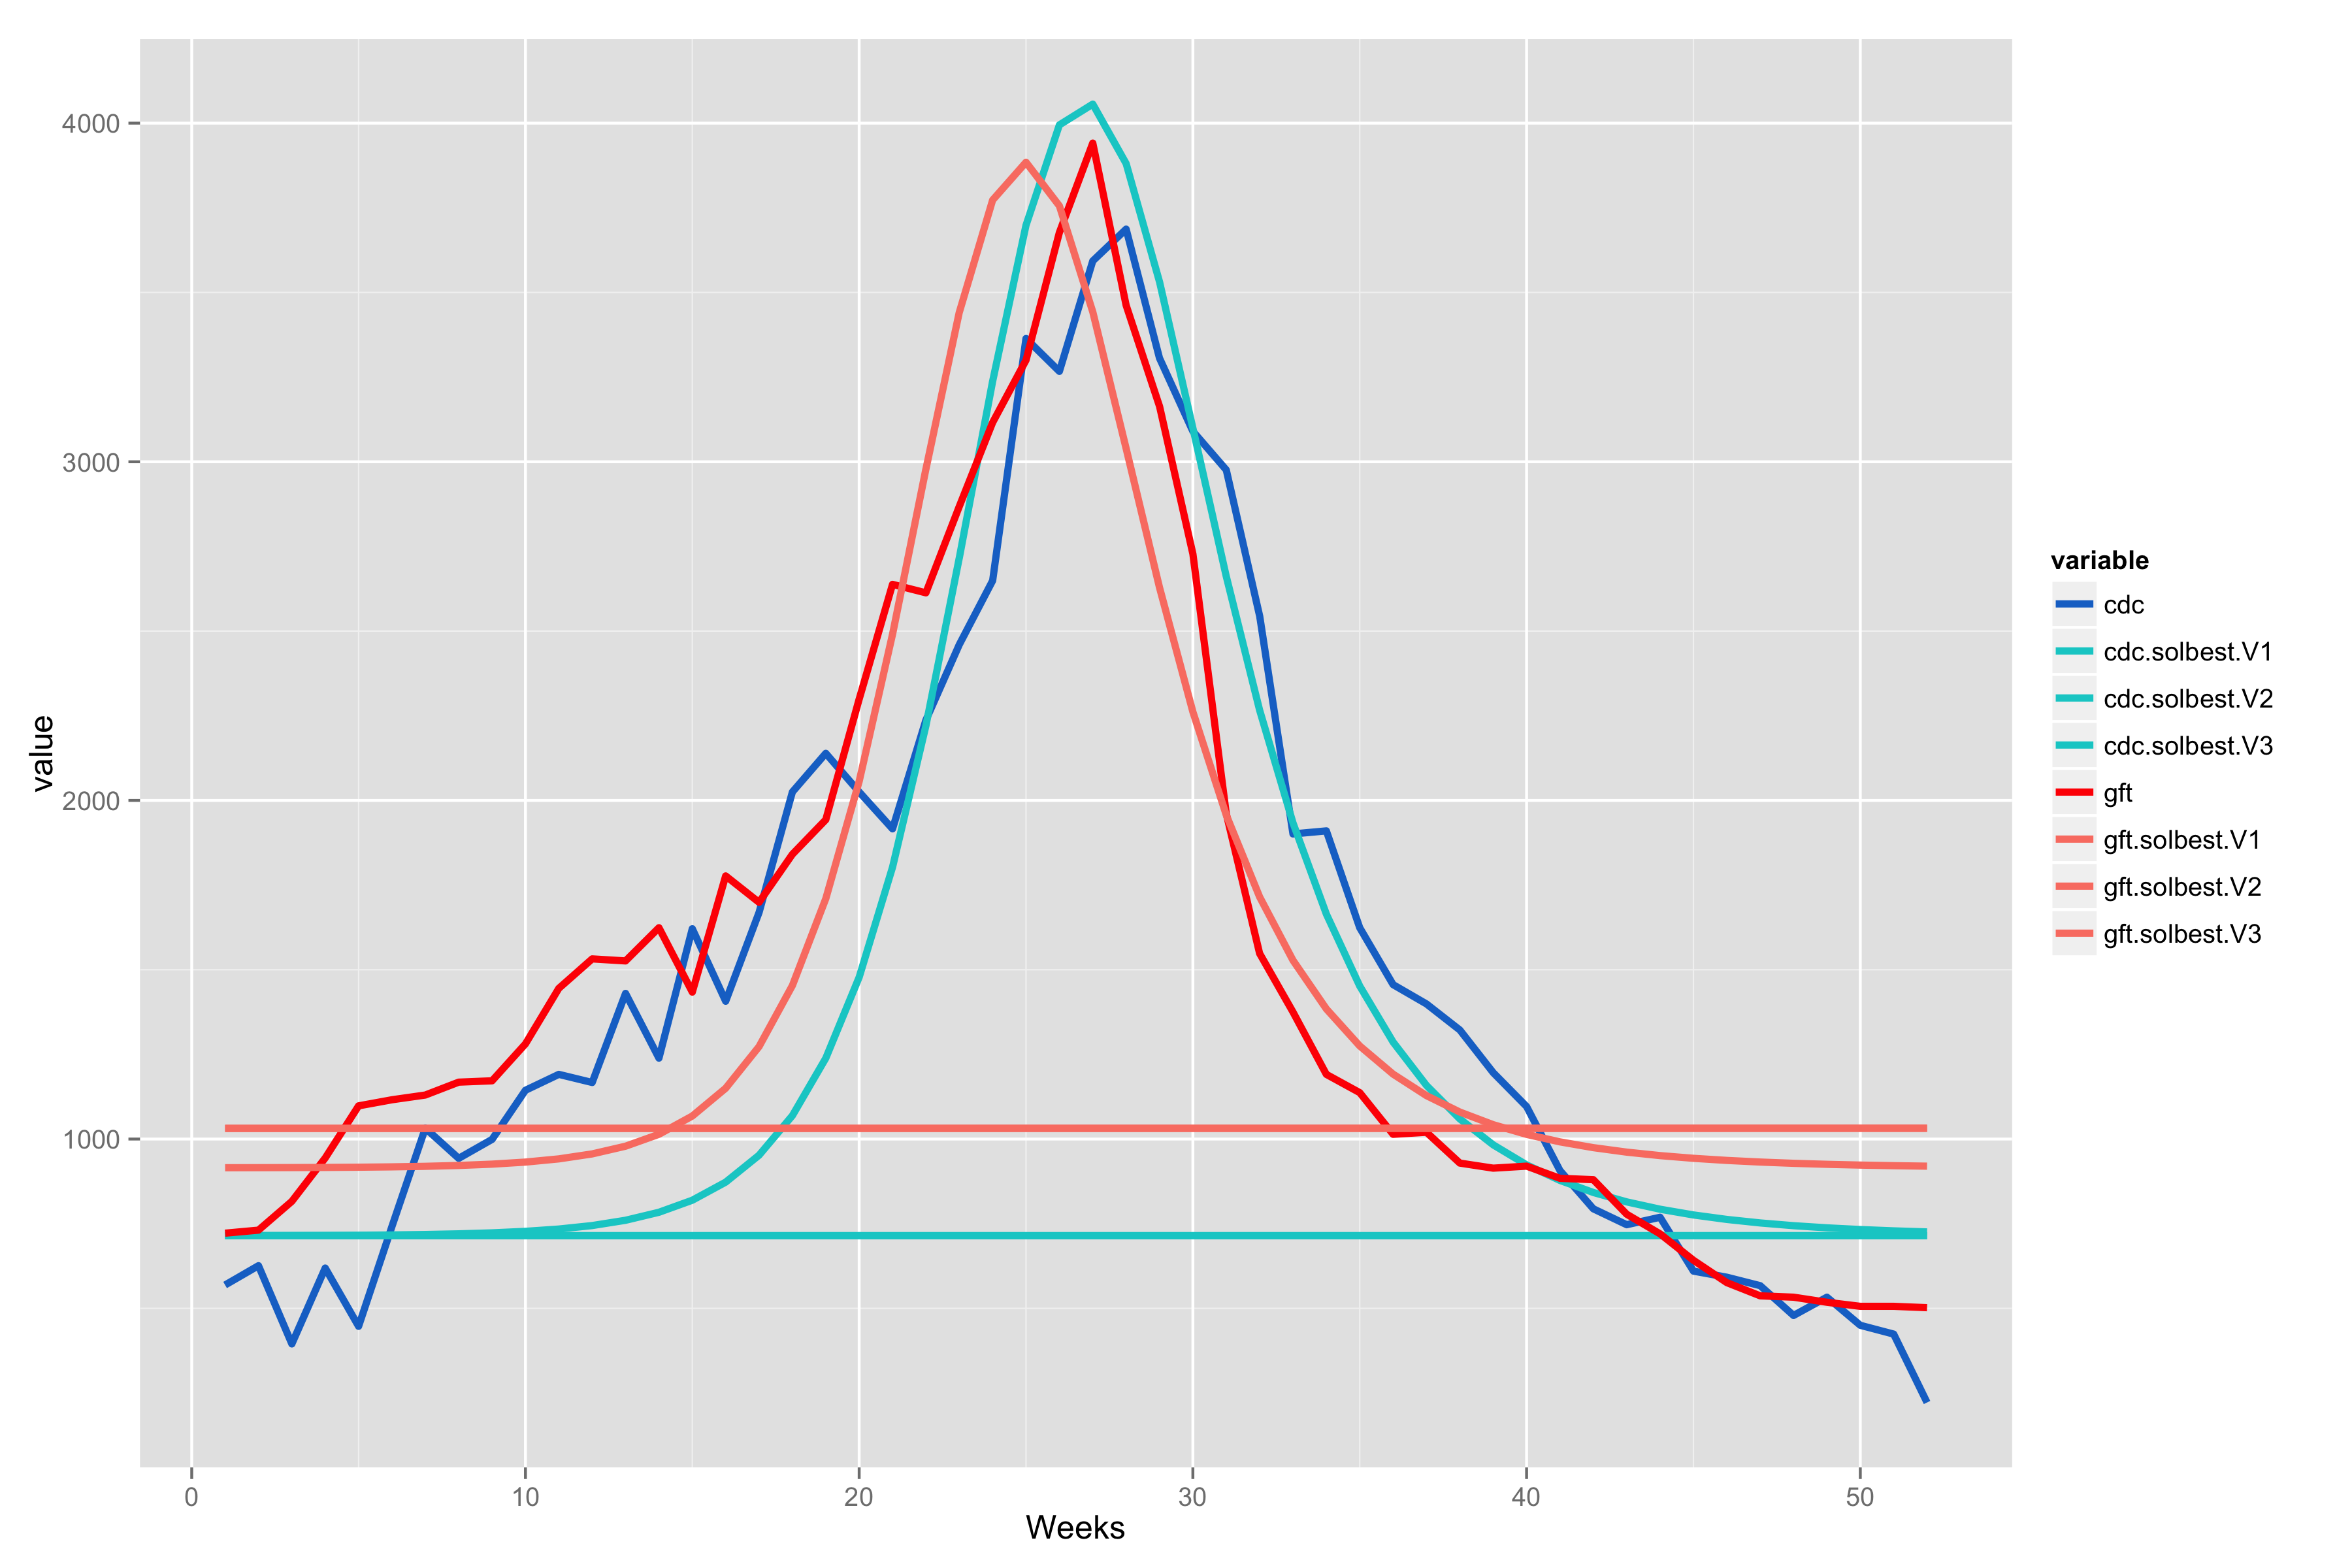 4000
3000
2000
1000
value
0 10 20 30 40 50
Weeks
variable
cdc
cdc.solbest.V1
cdc.solbest.V2
cdc.solbest.V3
gft
gft.solbest.V1
gft.solbest.V2
gft.solbest.V3